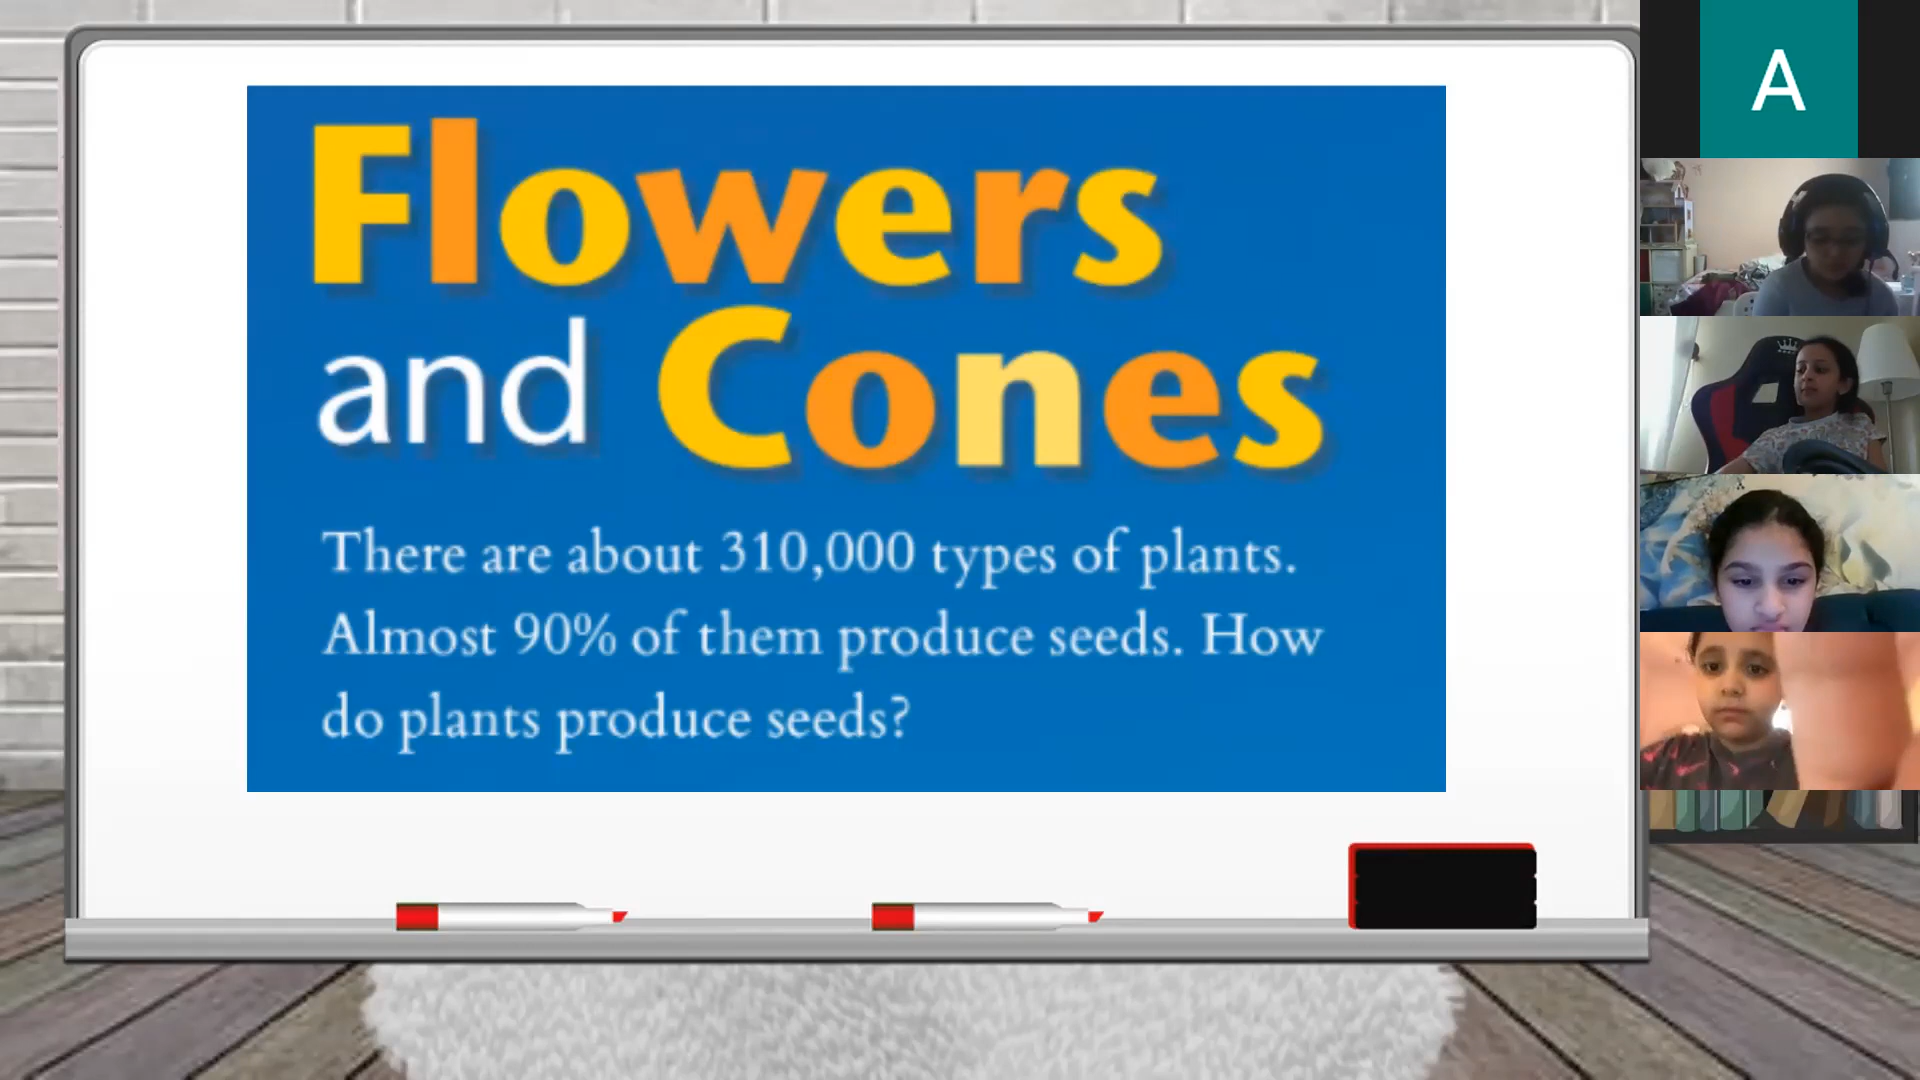 Flowers
and Cones
There are about 310,000 types of plants.
Almost 90% of them produce seeds. How
do plants produce seeds?
A